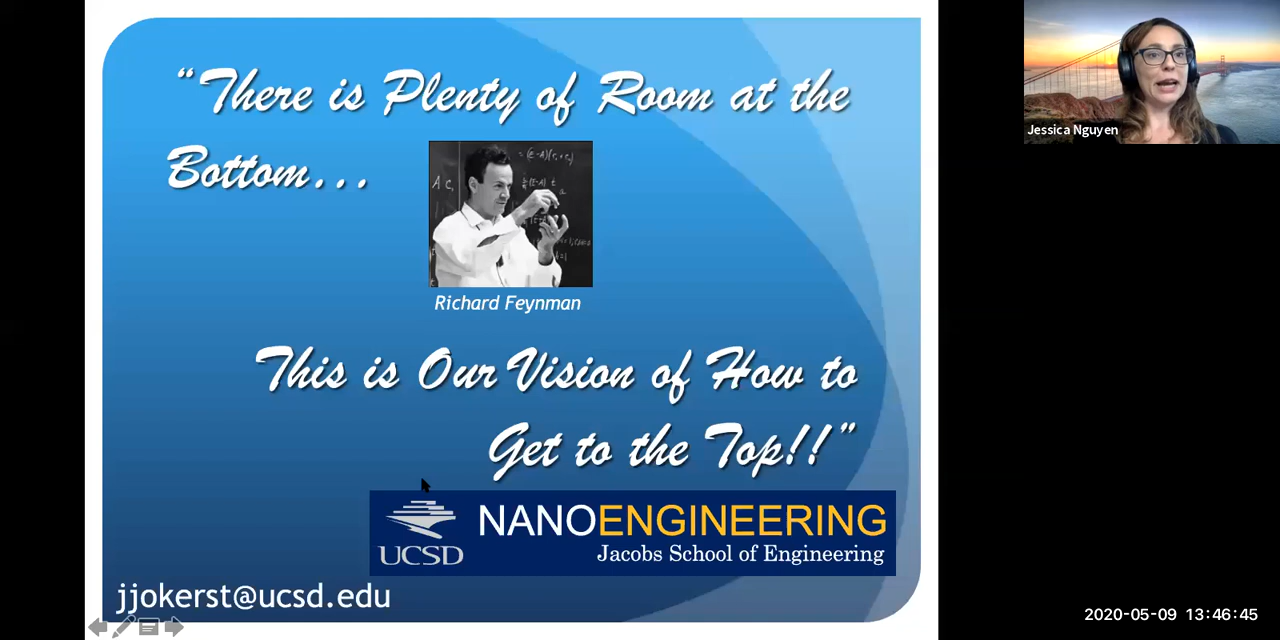 “There is Plenty of Room at the
Bottom...
Richard Feynman
This is Our Vision of How to
Get to the Top!!”
UCSD
NANOENGINEERING
Jacobs School of Engineering
jjokerst@ucsd.edu
Jessica Nguyen
2020-05-09 13:46:45